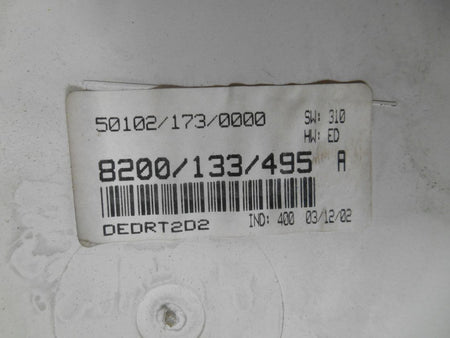 50102/173/0000 SW: 310
HW: ED
8200/133/495 A
DEDRT2D2 IND: 400 03/12/02